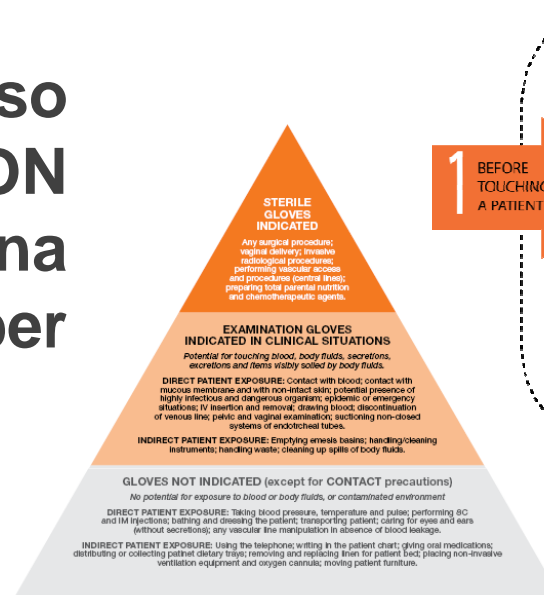 so
ON
na
per
1
BEFORE
TOUCHING
A PATIENT
STERILE
GLOVES
INDICATED
Any surgical procedure;
vaginal delivery; invasive
radiological procedures;
performing vascular access
and procedures (central lines);
preparing total parental nutrition
and chemotherapeutic agents.
EXAMINATION GLOVES
INDICATED IN CLINICAL SITUATIONS
Potential for touching blood, body fluids, secretions,
excretions and items visibly soiled by body fluids.
DIRECT PATIENT EXPOSURE: Contact with blood; contact with
mucous membrane and with non-intact skin; potential presence of
highly infectious and dangerous organism; epidemic or emergency
situations; IV insertion and removal; drawing blood; discontinuation
of venous line; pelvic and vaginal examination; suctioning non-closed
systems of endotrcheal tubes.
INDIRECT PATIENT EXPOSURE: Emptying emesis basins; handling/cleaning
instruments; handling waste; cleaning up spills of body fluids.
GLOVES NOT INDICATED (except for CONTACT precautions)
No potential for exposure to blood or body fluids, or contaminated environment
DIRECT PATIENT EXPOSURE: Taking blood pressure, temperature and pulse; performing SC
and IM injections; bathing and dressing the patient; transporting patient; caring for eyes and ears
(without secretions); any vascular line manipulation in absence of blood leakage.
INDIRECT PATIENT EXPOSURE: Using the telephone; writing in the patient chart; giving oral medications;
distributing or collecting patinet dietary trays; removing and replacing linen for patient bed; placing non-invasive
ventilation equipment and oxygen cannula; moving patient furniture.